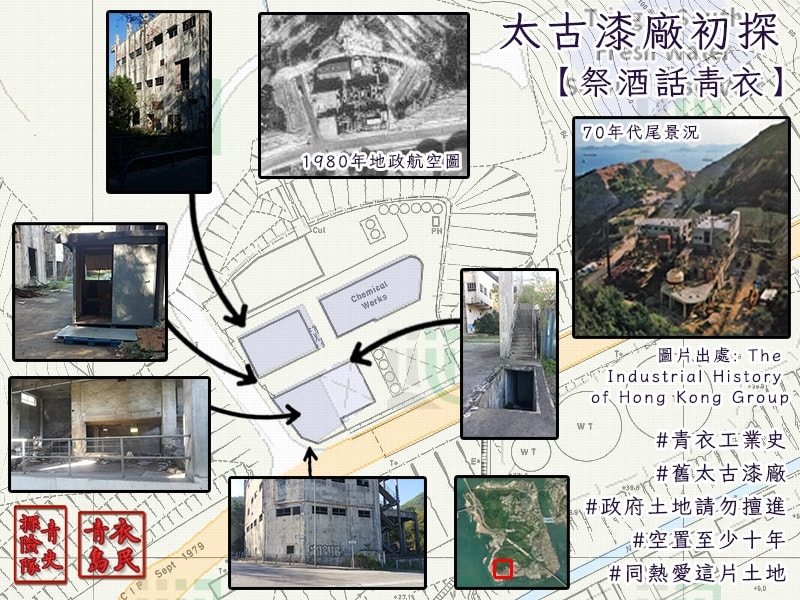 太古漆廠初探
【祭酒話青衣】
Fresh Water
1980年地政航空圖
70年代尾景況
Cul
PH
Chemical
Works
圖片出處: The
Industrial History
of Hong Kong Group
WT
WT
#青衣工業史
#舊太古漆廠
#政府土地請勿擅進
#空置至少十年
#同熱愛這片土地
青尖
探險隊
衣民
青島
CIP Sept 1979